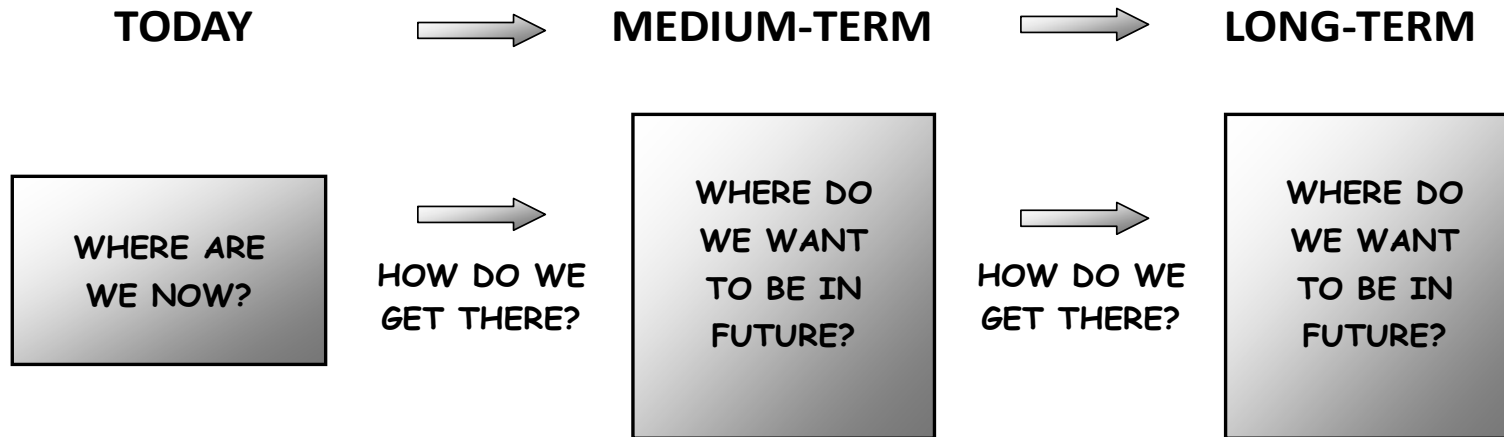 TODAY
MEDIUM-TERM
LONG-TERM
WHERE ARE
WE NOW?
HOW DO WE
GET THERE?
WHERE DO
WE WANT
TO BE IN
FUTURE?
HOW DO WE
GET THERE?
WHERE DO
WE WANT
TO BE IN
FUTURE?